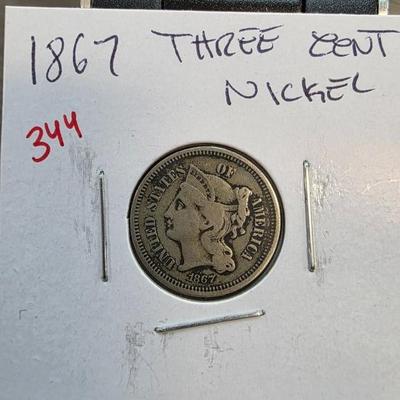 1867 THREE CENT
NICKEL
344
UNITED STATES OF AMERICA
1867